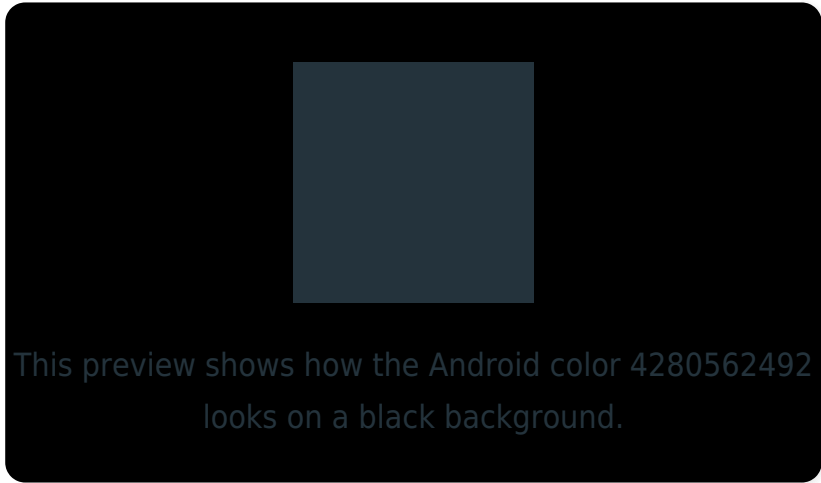 This preview shows how the Android color 4280562492
looks on a black background.